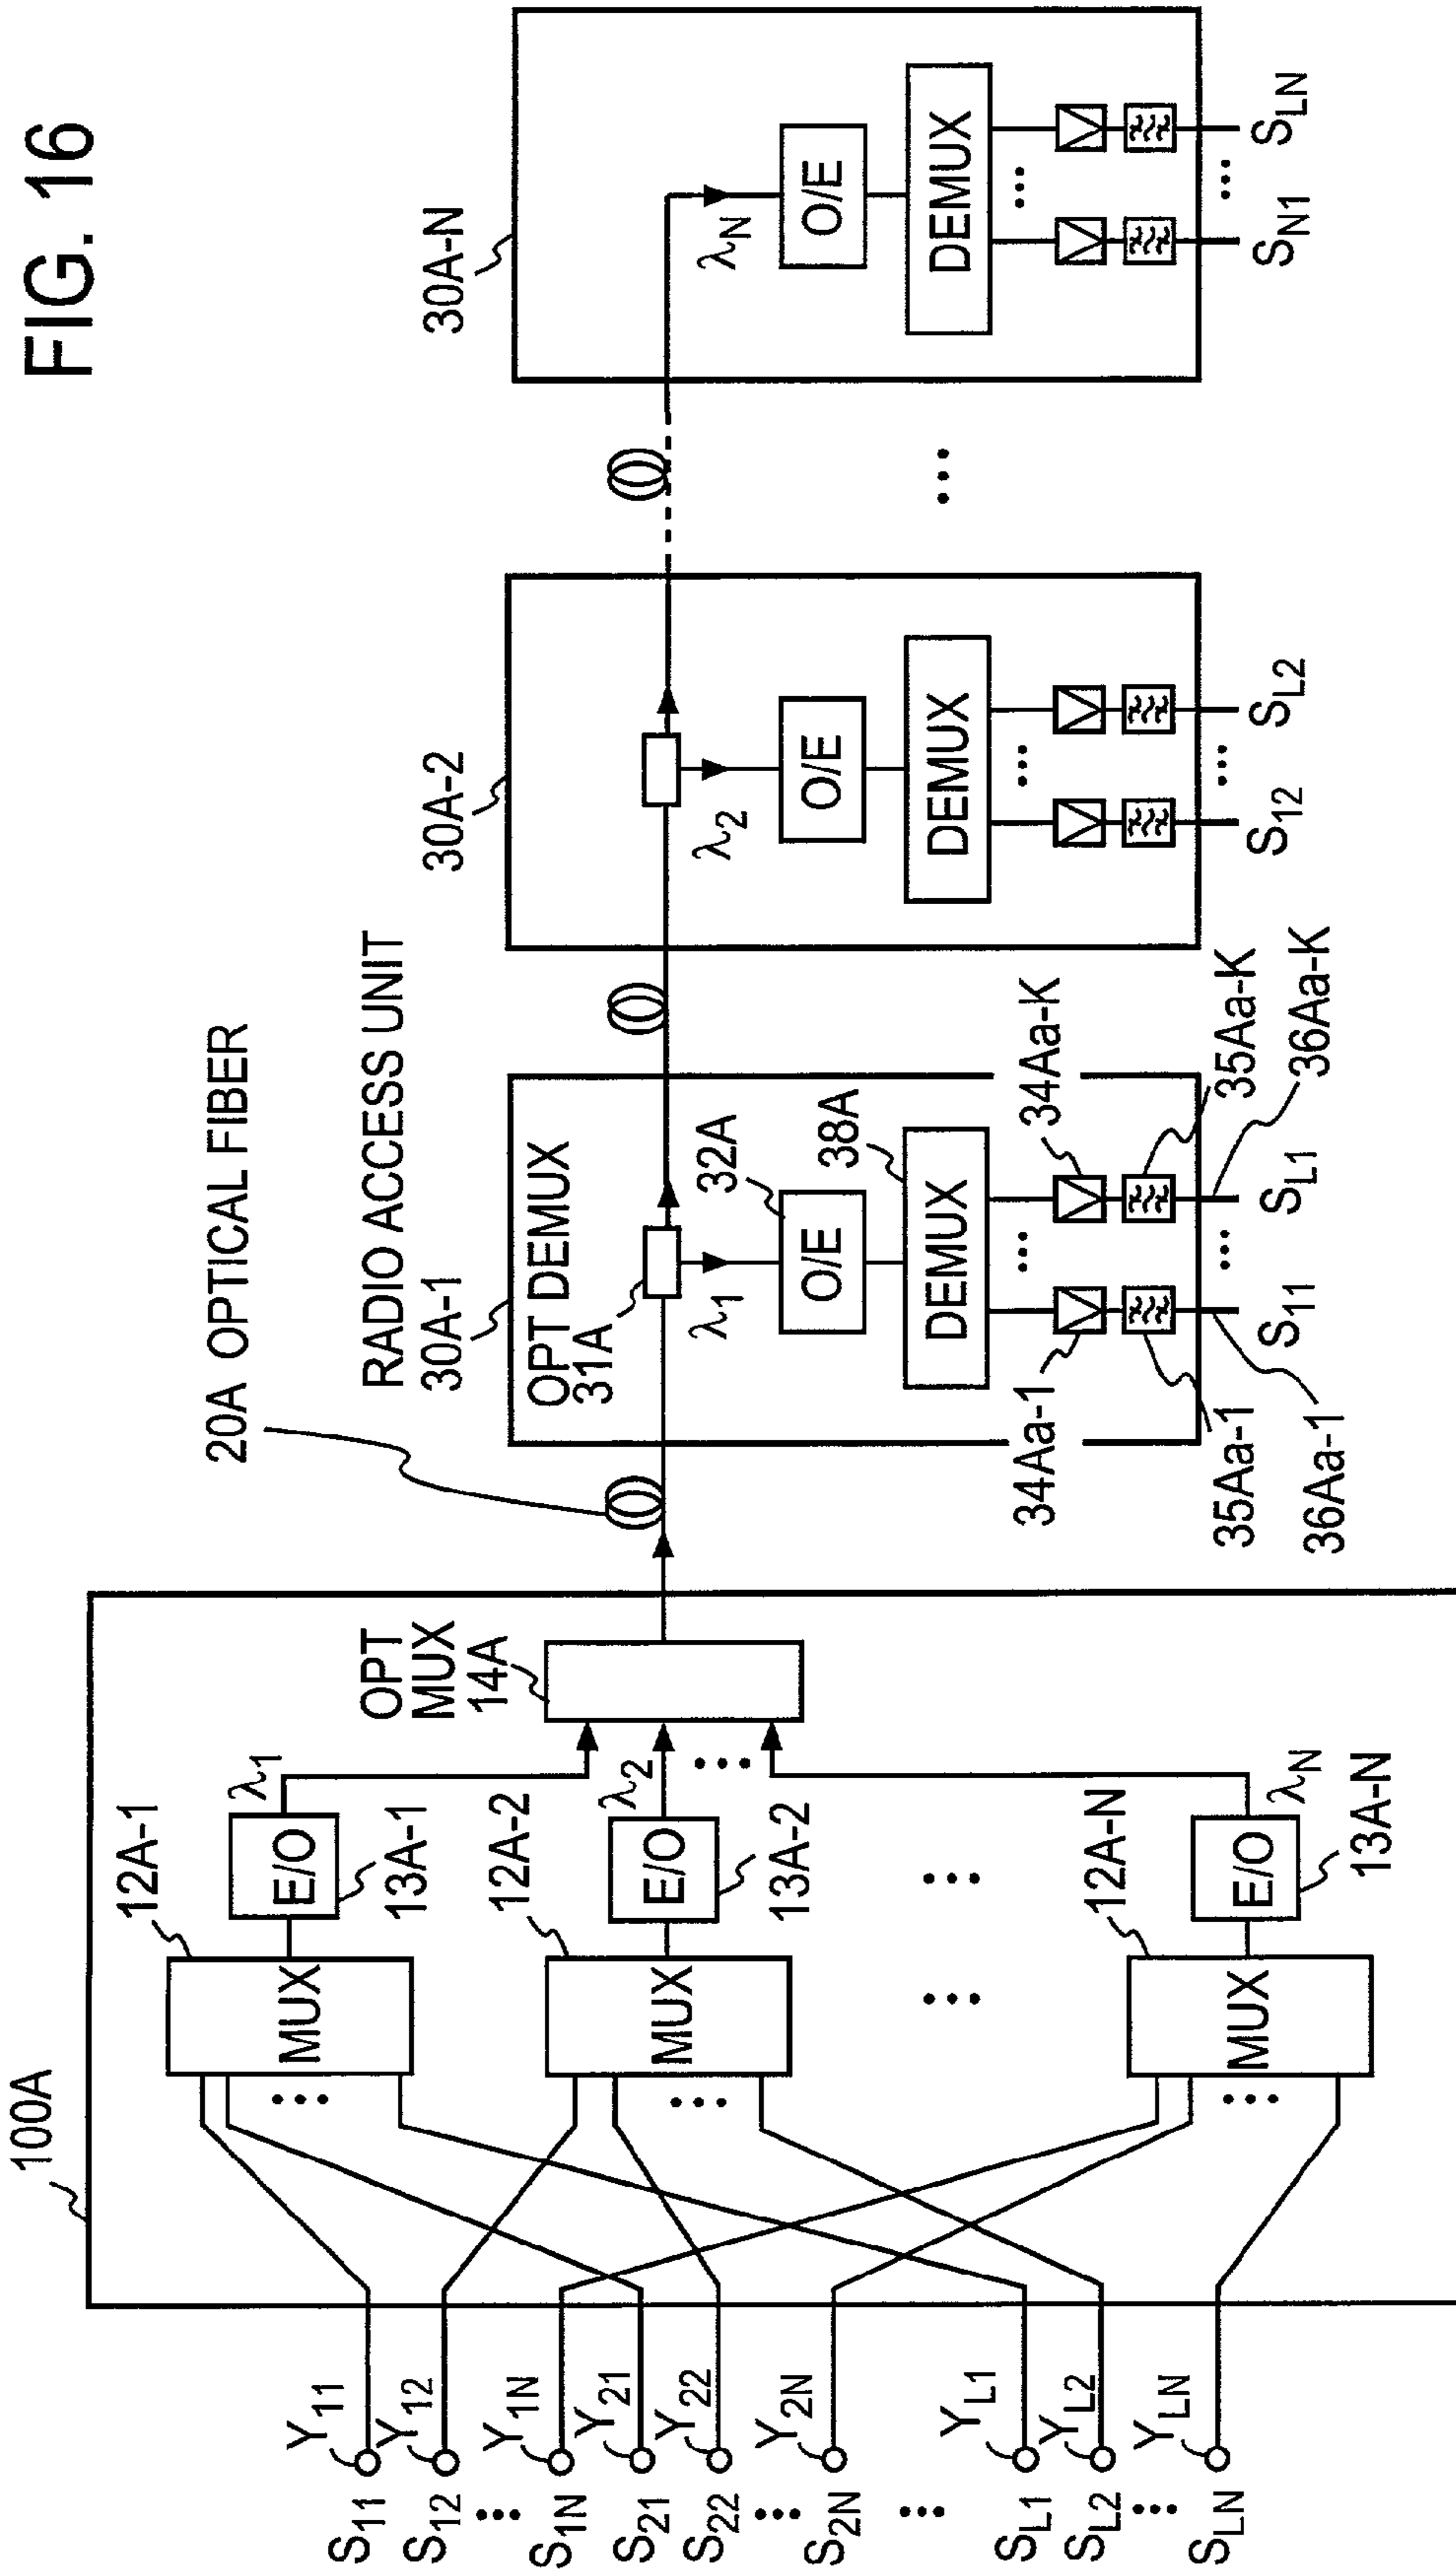 FIG. 16
100A
12A-1
MUX
E/O
λ1
13A-1
OPT
MUX
14A
12A-2
MUX
E/O
λ2
13A-2
12A-N
MUX
E/O
λN
13A-N
S11
Y11
S12
Y12
S1N
Y1N
S21
Y21
S22
Y22
S2N
Y2N
SL1
YL1
SL2
YL2
SLN
YLN
20A OPTICAL FIBER
RADIO ACCESS UNIT
30A-1
OPT DEMUX
31A
λ1
O/E
32A
DEMUX
38A
34Aa-1
34Aa-K
35Aa-1
35Aa-K
36Aa-1
36Aa-K
S11
SL1
30A-2
λ2
O/E
DEMUX
S12
SL2
30A-N
λN
O/E
DEMUX
SN1
SLN